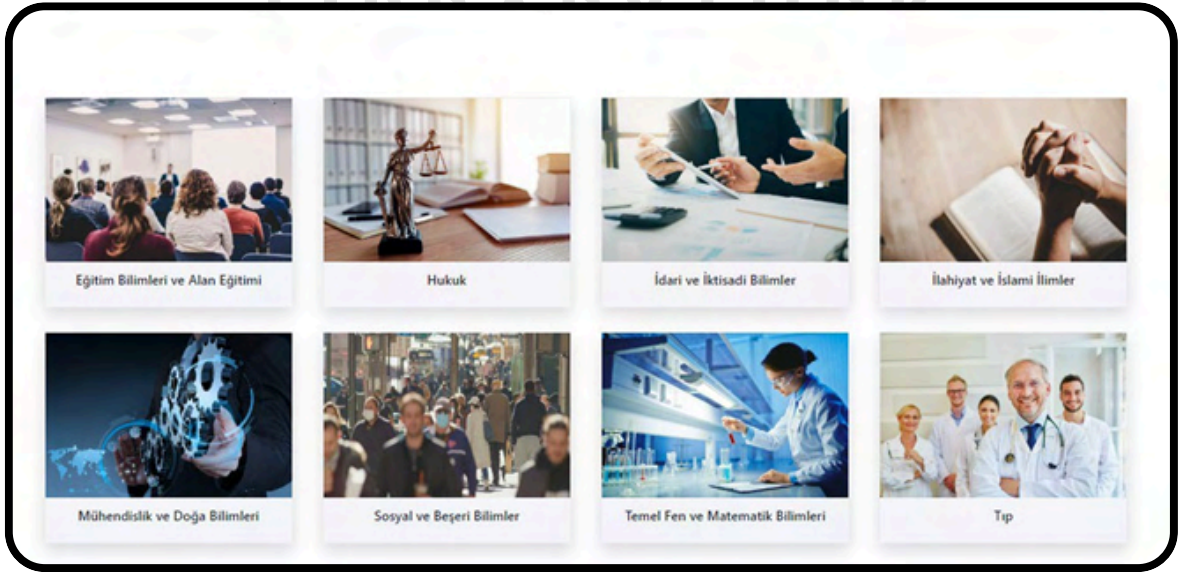 Eğitim Bilimleri ve Alan Eğitimi
Hukuk
İdari ve İktisadi Bilimler
İlahiyat ve İslami İlimler
Mühendislik ve Doğa Bilimleri
Sosyal ve Beşeri Bilimler
Temel Fen ve Matematik Bilimleri
Tıp